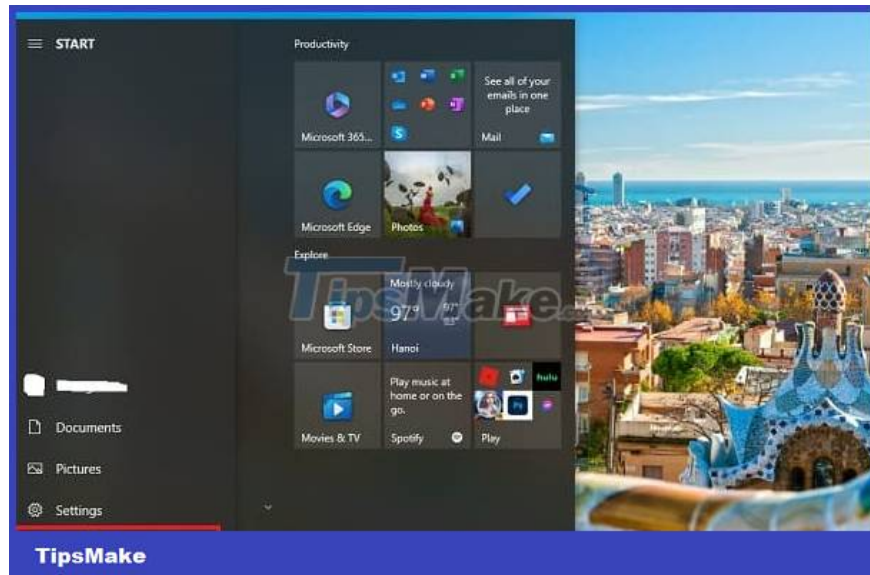 START
Productivity
Microsoft 365...
See all of your
emails in one
place
Mail
Microsoft Edge
Photos
Explore
TipsMake
Microsoft Store
Mostly cloudy
97°
97°
Hanoi
Movies & TV
Play music at
home or on the
go.
Spotify
hulu
Play
Documents
Pictures
Settings
TipsMake